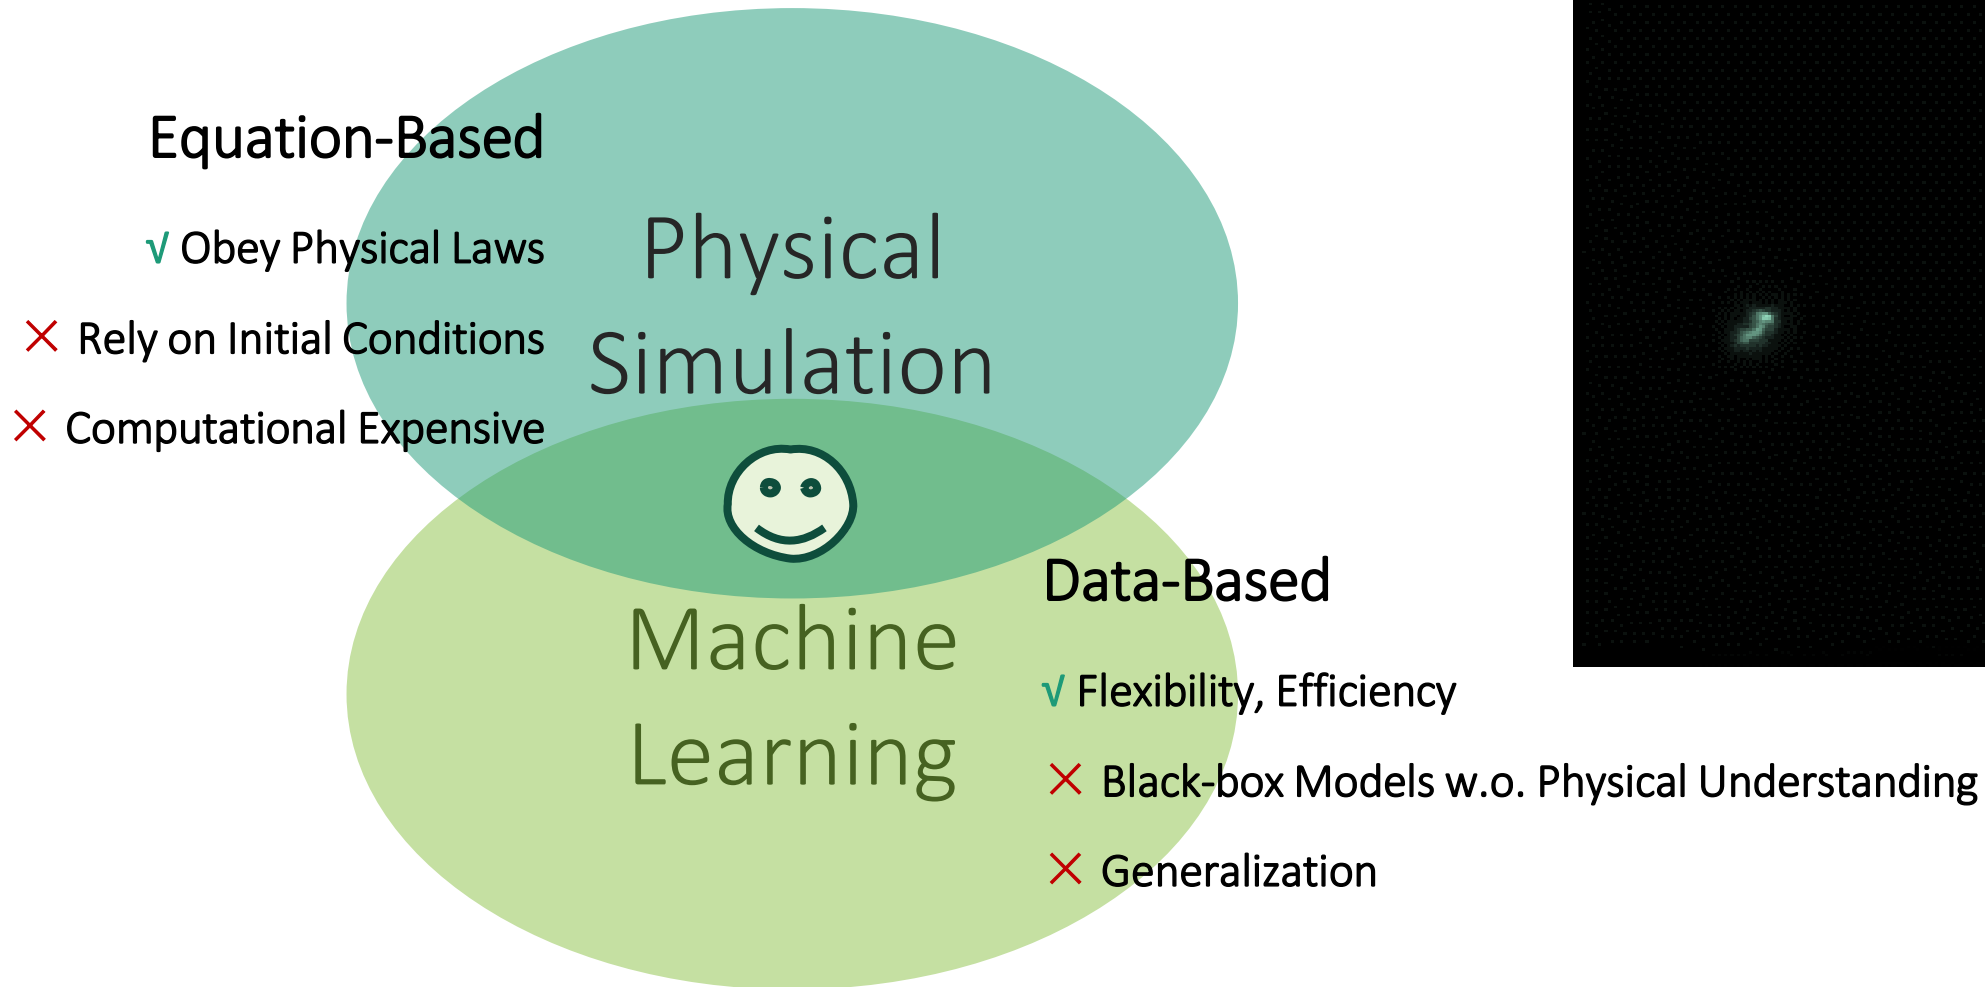 Equation-Based
√ Obey Physical Laws
× Rely on Initial Conditions
× Computational Expensive
Physical
Simulation
Machine
Learning
Data-Based
√ Flexibility, Efficiency
× Black-box Models w.o. Physical Understanding
× Generalization